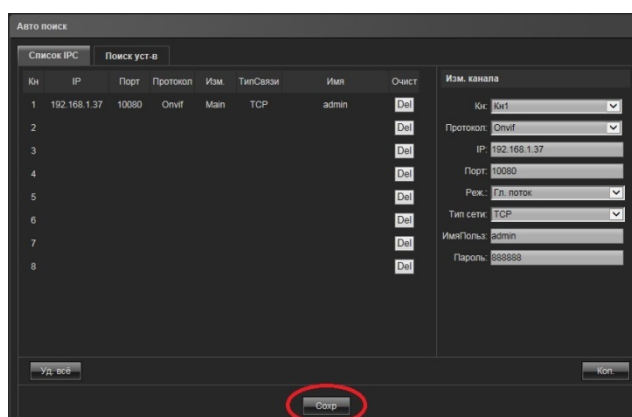 Авто поиск
Список IPC Поиск уст-в
Кн IP Порт Протокол Изм. ТипСвязи Имя Очист
1 192.168.1.37 10080 Onvif Main TCP admin Del
2 Del
3 Del
4 Del
5 Del
6 Del
7 Del
8 Del
Изм. канала
Кн: Кн1
Протокол: Onvif
IP: 192.168.1.37
Порт: 10080
Реж.: Гл. поток
Тип сети: TCP
ИмяПольз: admin
Пароль: 888888
Уд. всё Коп.
Сохр